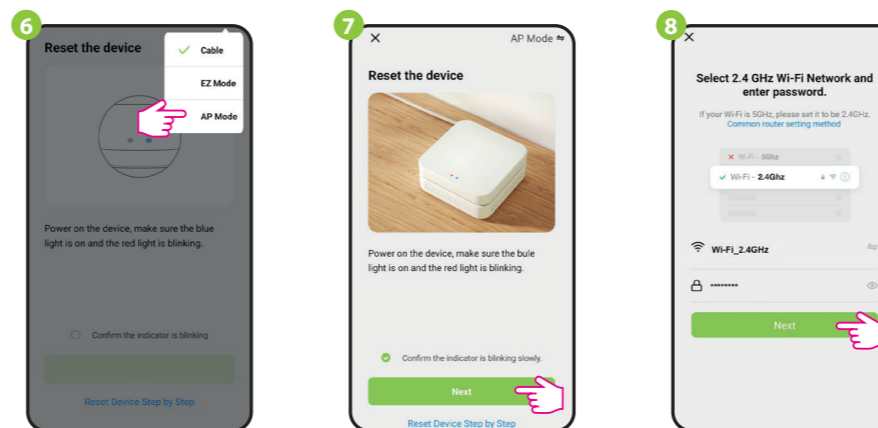 6
Reset the device
Cable
EZ Mode
AP Mode
Power on the device, make sure the blue
light is on and the red light is blinking.
Confirm the indicator is blinking
Reset Device Step by Step
7
AP Mode
Reset the device
Power on the device, make sure the bule
light is on and the red light is blinking.
Confirm the indicator is blinking slowly.
Next
Reset Device Step by Step
8
Select 2.4 GHz Wi-Fi Network and
enter password.
If your Wi-Fi is 5GHz, please set it to be 2.4GHz.
Common router setting method
Wi-Fi - 5Ghz
Wi-Fi - 2.4Ghz
Wi-Fi_2.4GHz
Next